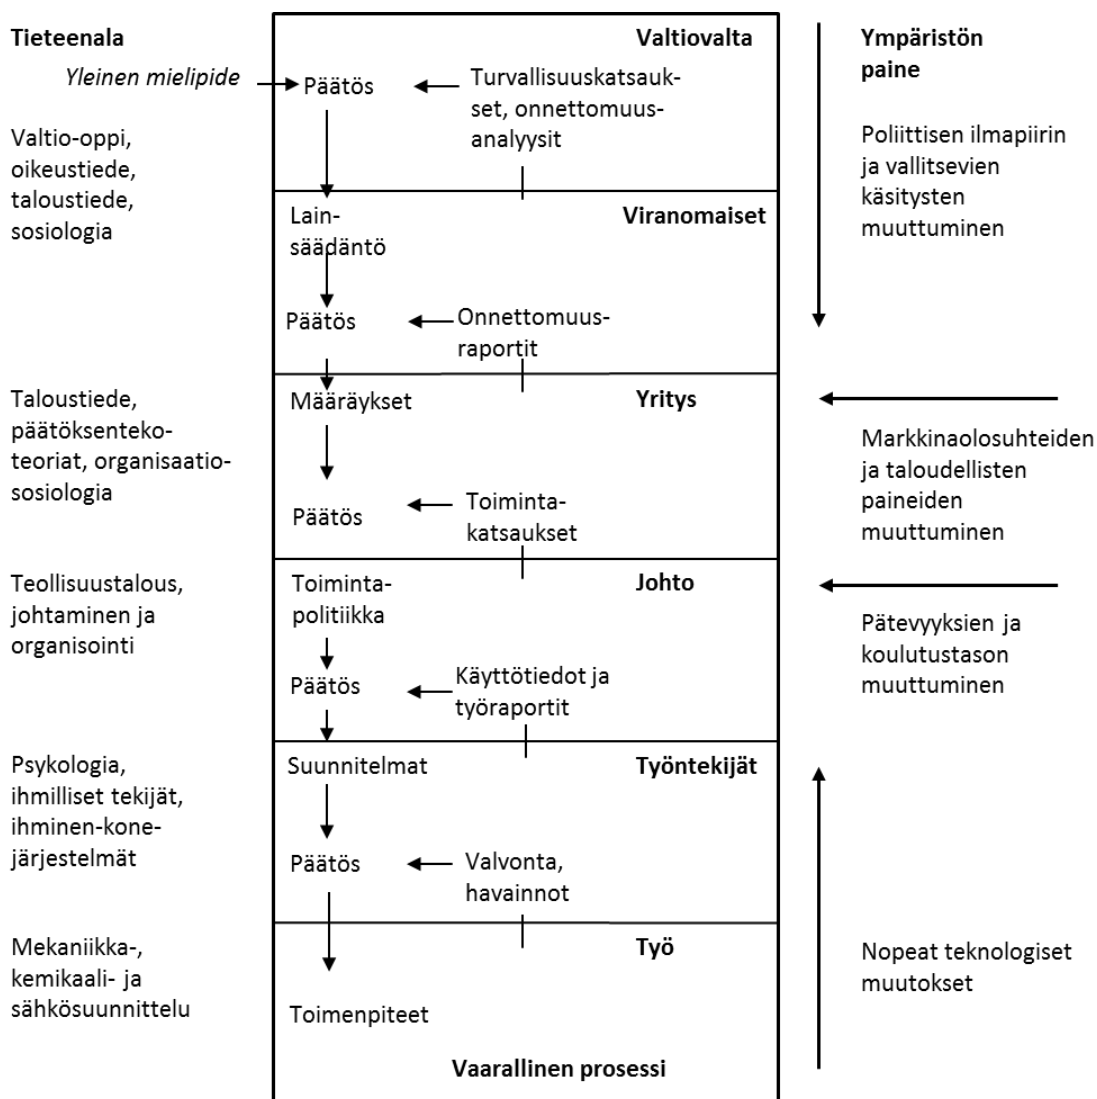 Tieteenala
Valtiovalta
Ympäristön
paine
Yleinen mielipide
Päätös
Turvallisuuskatsauk-
set, onnettomuus-
analyysit
Valtio-oppi,
oikeustiede,
taloustiede,
sosiologia
Poliittisen ilmapiirin
ja vallitsevien
käsitysten
muuttuminen
Lain-
säädäntö
Viranomaiset
Päätös
Onnettomuus-
raportit
Taloustiede,
päätöksenteko-
teoriat, organisaatio-
sosiologia
Määräykset
Yritys
Markkinaolosuhteiden
ja taloudellisten
paineiden
muuttuminen
Päätös
Toiminta-
katsaukset
Teollisuustalous,
johtaminen ja
organisointi
Toiminta-
politiikka
Johto
Pätevyyksien ja
koulutustason
muuttuminen
Päätös
Käyttötiedot ja
työraportit
Psykologia,
ihmilliset tekijät,
ihminen-kone-
järjestelmät
Suunnitelmat
Työntekijät
Päätös
Valvonta,
havainnot
Mekaniikka-,
kemikaali- ja
sähkösuunnittelu
Työ
Nopeat teknologiset
muutokset
Toimenpiteet
Vaarallinen prosessi